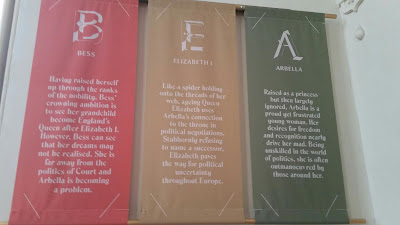 B
BESS
Having raised herself
up through the ranks
of the nobility, Bess'
crowning ambition is
to see her grandchild
become England's
Queen after Elizabeth I.
However, Bess can see
that her dreams may
not be realised. She is
far away from the
politics of Court and
Arbella is becoming
a problem.
E
ELIZABETH I
Like a spider holding
onto the threads of her
web, ageing Queen
Elizabeth uses
Arbella's connection
to the throne in
political negotiations.
Stubbornly refusing
to name a successor,
Elizabeth paves
the way for political
uncertainty
throughout Europe.
A
ARBELLA
Raised as a princess
but then largely
ignored, Arbella is a
proud yet frustrated
young woman. Her
desires for freedom
and recognition nearly
drive her mad. Being
unskilled in the world
of politics, she is often
outmanoeuvred by
those around her.